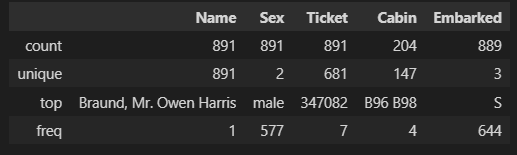 Name Sex Ticket Cabin Embarked
count 891 891 891 204 889
unique 891 2 681 147 3
top Braund, Mr. Owen Harris male 347082 B96 B98 S
freq 1 577 7 4 644